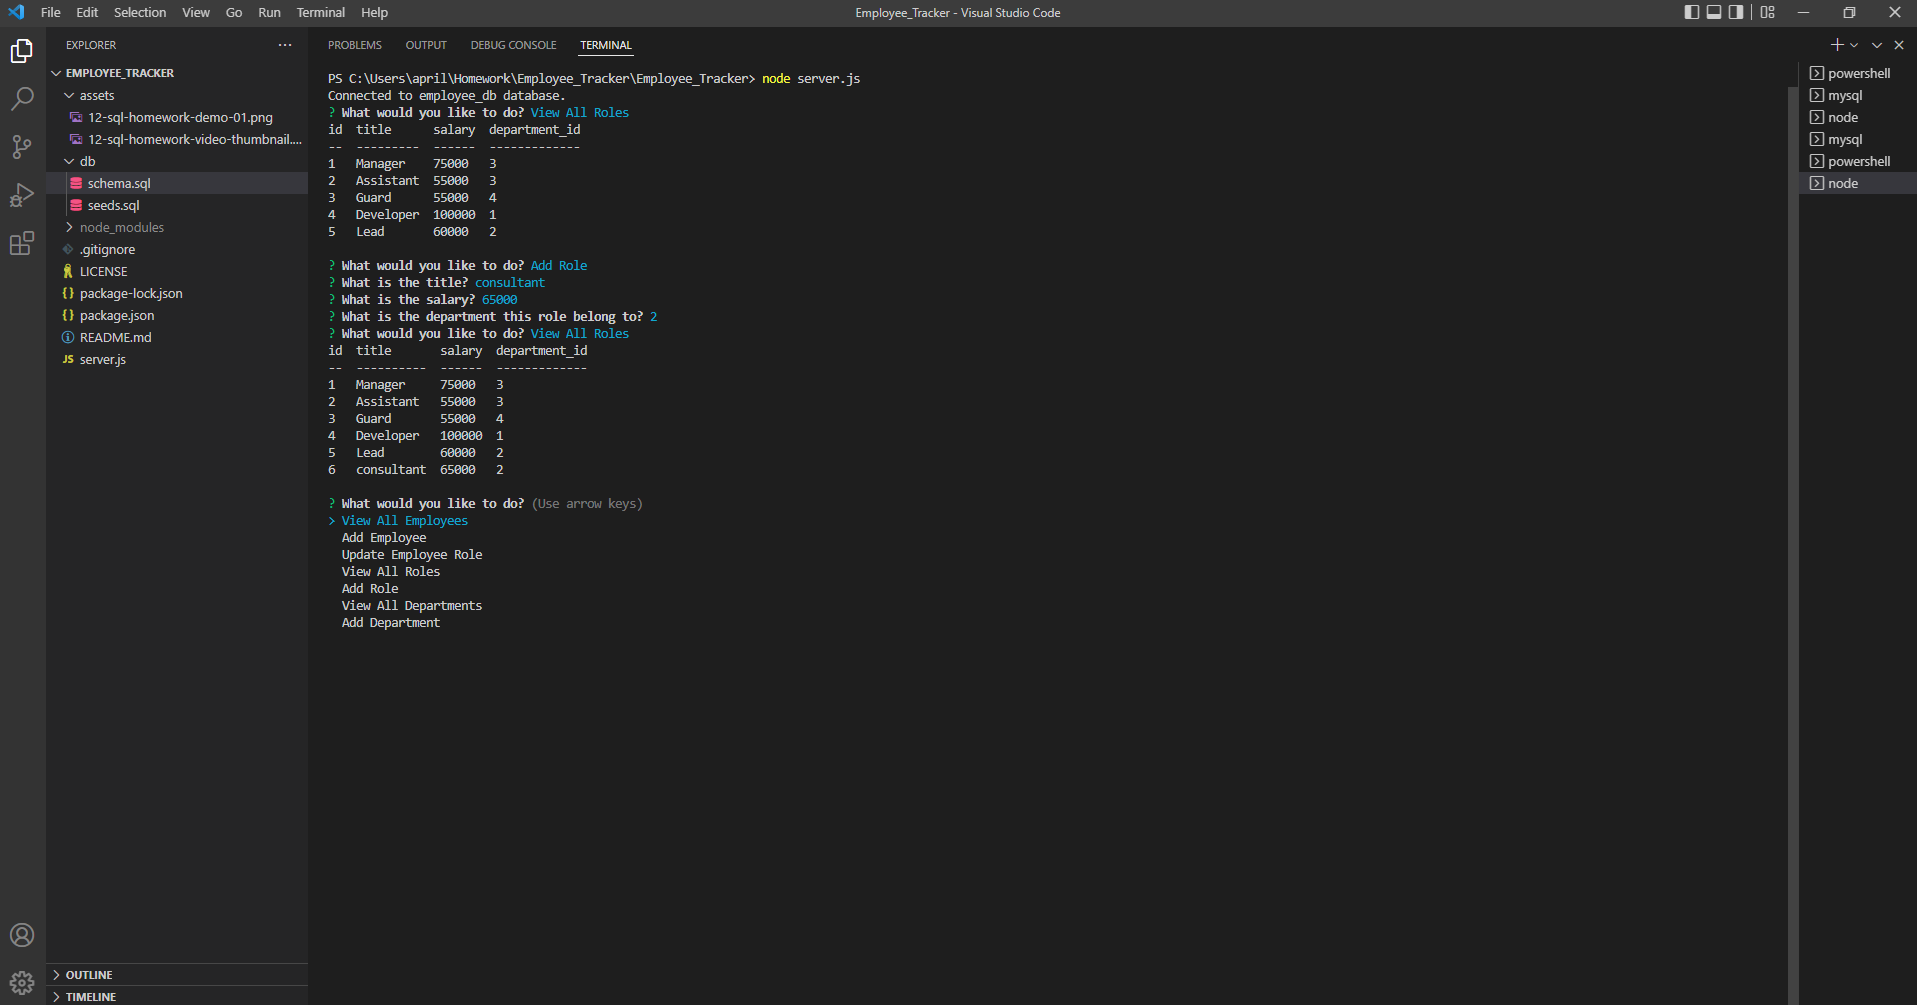 File Edit Selection View Go Run Terminal Help
Employee_Tracker - Visual Studio Code
EXPLORER
EMPLOYEE_TRACKER
assets
12-sql-homework-demo-01.png
12-sql-homework-video-thumbnail....
db
schema.sql
seeds.sql
node_modules
.gitignore
LICENSE
{} package-lock.json
{} package.json
README.md
JS server.js
OUTLINE
TIMELINE
PROBLEMS OUTPUT DEBUG CONSOLE TERMINAL
PS C:\Users\april\Homework\Employee_Tracker\Employee_Tracker> node server.js
Connected to employee_db database.
? What would you like to do? View All Roles
id  title      salary  department_id
--  ---------  ------  -------------
1   Manager    75000   3
2   Assistant  55000   3
3   Guard      55000   4
4   Developer  100000  1
5   Lead       60000   2
? What would you like to do? Add Role
? What is the title? consultant
? What is the salary? 65000
? What is the department this role belong to? 2
? What would you like to do? View All Roles
id  title       salary  department_id
--  ----------  ------  -------------
1   Manager     75000   3
2   Assistant   55000   3
3   Guard       55000   4
4   Developer   100000  1
5   Lead        60000   2
6   consultant  65000   2
? What would you like to do? (Use arrow keys)
> View All Employees
Add Employee
Update Employee Role
View All Roles
Add Role
View All Departments
Add Department
powershell
mysql
node
mysql
powershell
node